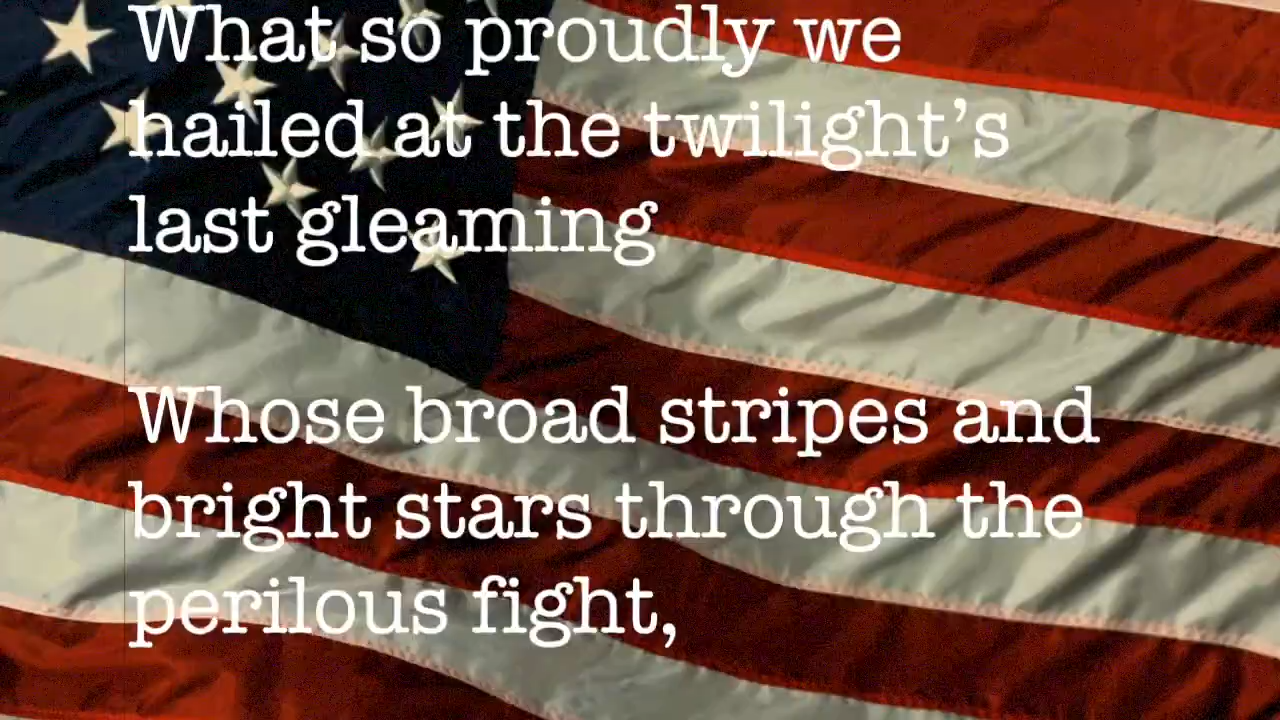 What so proudly we
hailed at the twilight’s
last gleaming
Whose broad stripes and
bright stars through the
perilous fight,